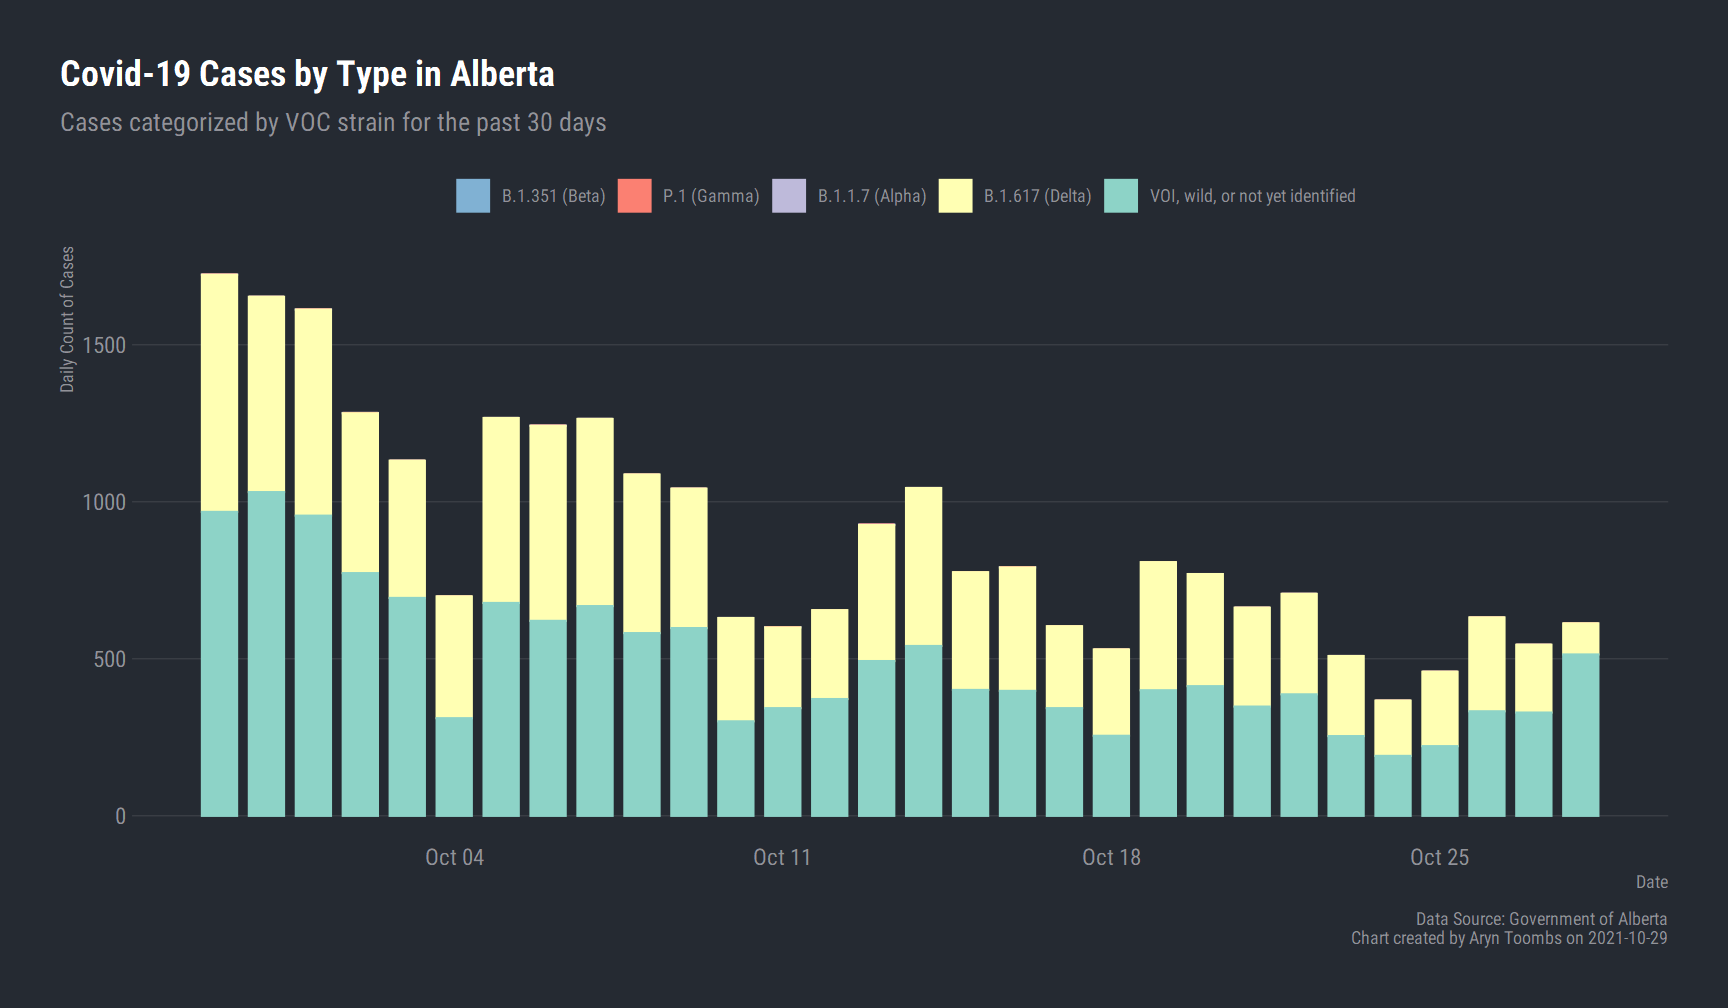 Covid-19 Cases by Type in Alberta
Cases categorized by VOC strain for the past 30 days
B.1.351 (Beta) P.1 (Gamma) B.1.1.7 (Alpha) B.1.617 (Delta) VOI, wild, or not yet identified
Daily Count of Cases
1500
1000
500
0
Oct 04 Oct 11 Oct 18 Oct 25
Date
Data Source: Government of Alberta
Chart created by Aryn Toombs on 2021-10-29